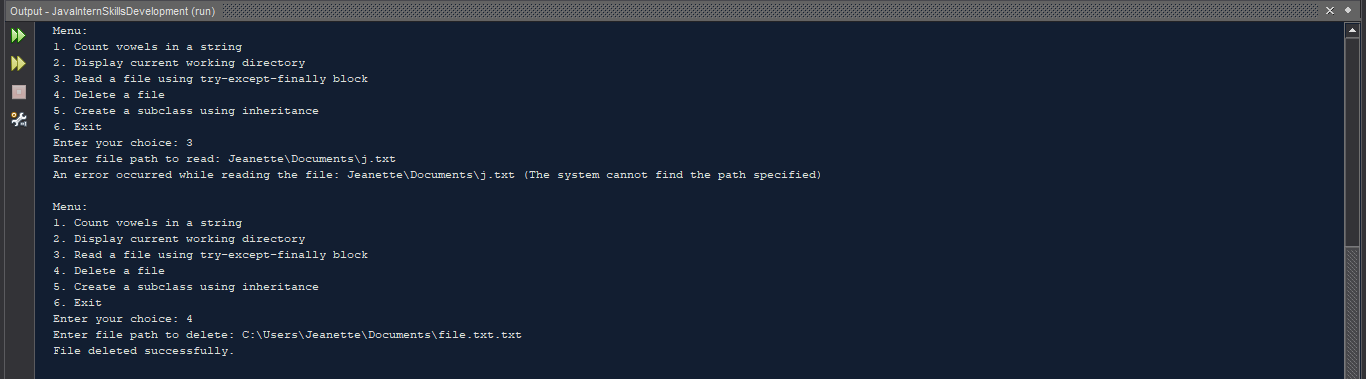 Output - JavaInternSkillsDevelopment (run)
Menu:
1. Count vowels in a string
2. Display current working directory
3. Read a file using try-except-finally block
4. Delete a file
5. Create a subclass using inheritance
6. Exit
Enter your choice: 3
Enter file path to read: Jeanette\Documents\j.txt
An error occurred while reading the file: Jeanette\Documents\j.txt (The system cannot find the path specified)
Menu:
1. Count vowels in a string
2. Display current working directory
3. Read a file using try-except-finally block
4. Delete a file
5. Create a subclass using inheritance
6. Exit
Enter your choice: 4
Enter file path to delete: C:\Users\Jeanette\Documents\file.txt.txt
File deleted successfully.